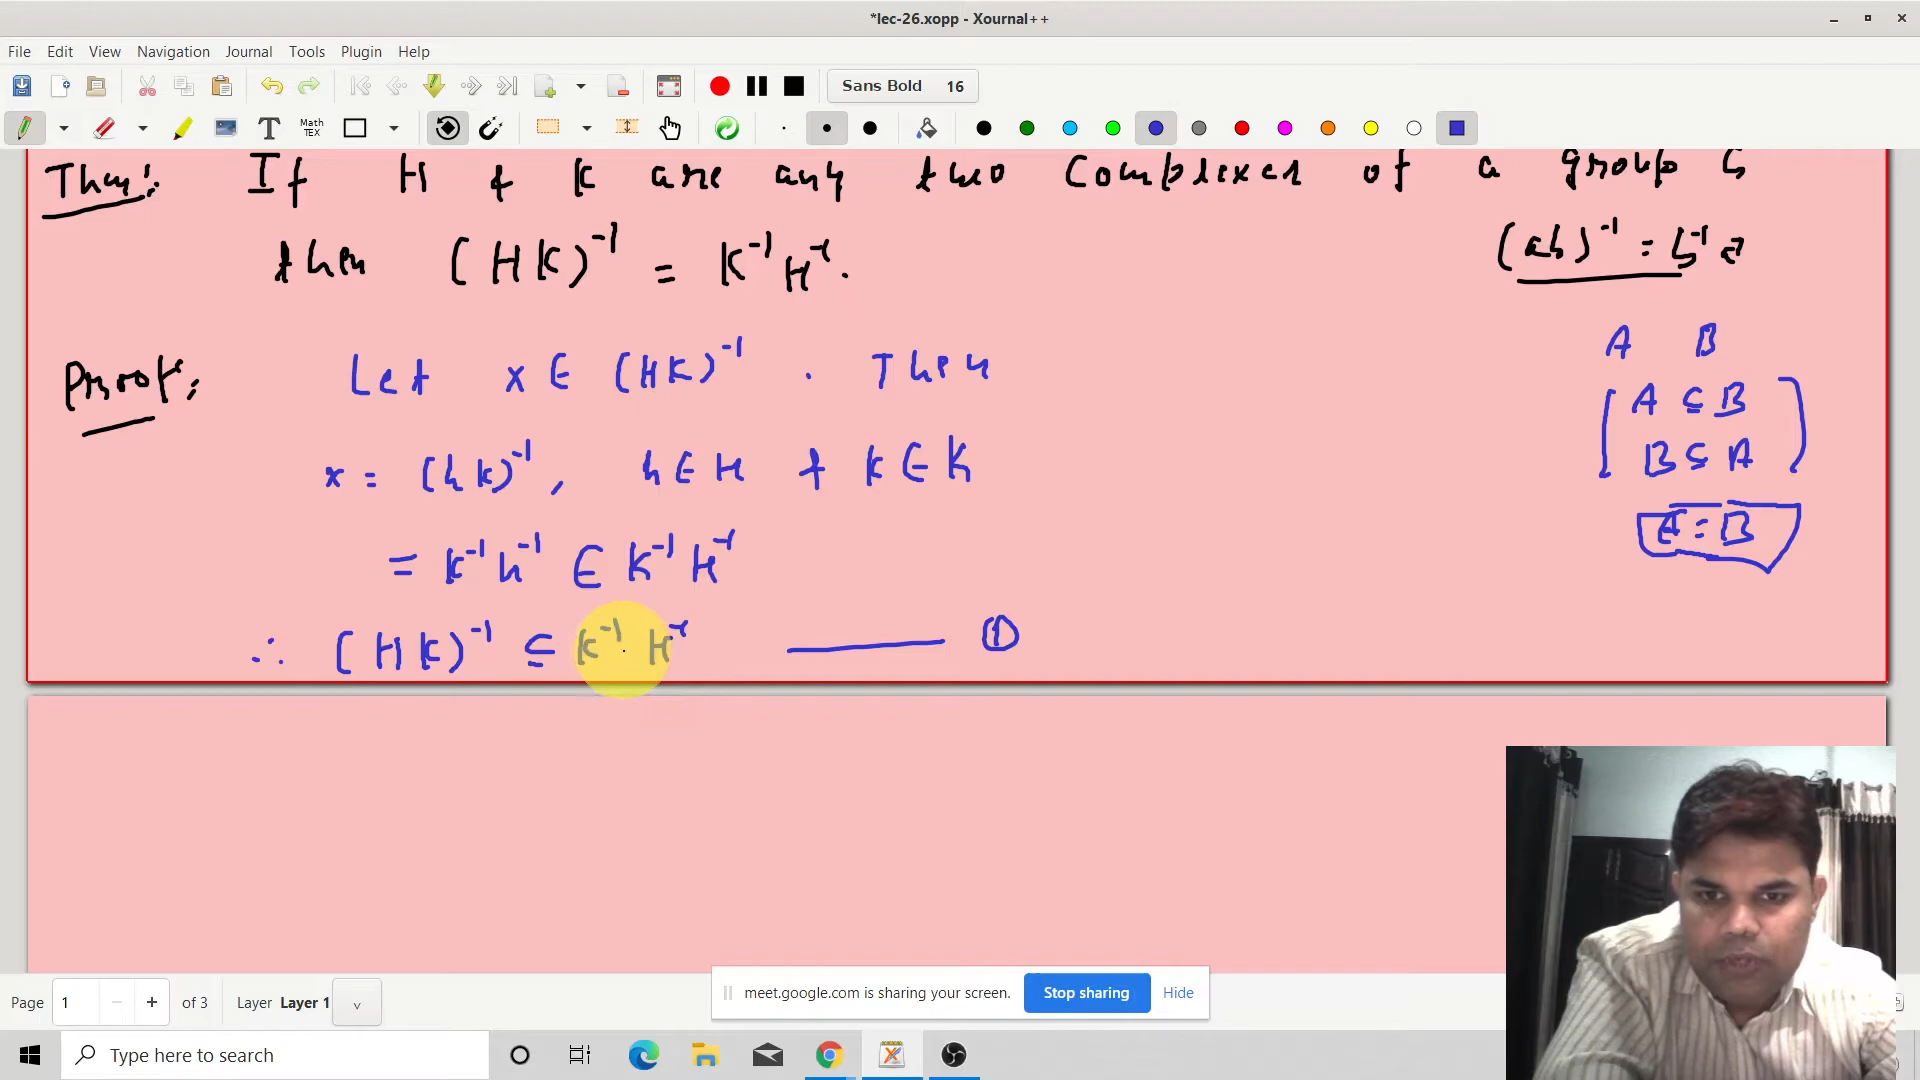 *lec-26.xopp - Xournal++
File Edit View Navigation Journal Tools Plugin Help
Sans Bold 16
Math TEX
Thm: If H & K are any two Complexes of a group G
then (HK)⁻¹ = K⁻¹ H⁻¹.
(ab)⁻¹ = b⁻¹ a
Proof: Let x ∈ (HK)⁻¹. Then
x = (hk)⁻¹, h ∈ H & k ∈ K
= k⁻¹ h⁻¹ ∈ K⁻¹ H⁻¹
∴ (HK)⁻¹ ⊆ K⁻¹ H⁻¹ ——— ①
A B
A ⊆ B
B ⊆ A
A = B
meet.google.com is sharing your screen. Stop sharing Hide
Page 1 of 3 Layer Layer 1
Type here to search